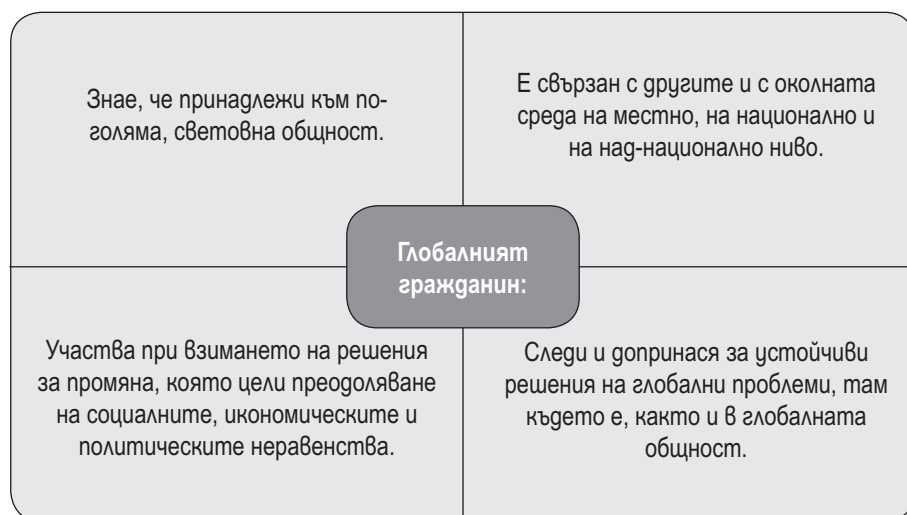 Знае, че принадлежи към по-
голяма, световна общност.
Е свързан с другите и с околната
среда на местно, на национално и
на над-национално ниво.
Глобалният
гражданин:
Участва при взимането на решения
за промяна, която цели преодоляване
на социалните, икономическите и
политическите неравенства.
Следи и допринася за устойчиви
решения на глобални проблеми, там
където е, както и в глобалната
общност.